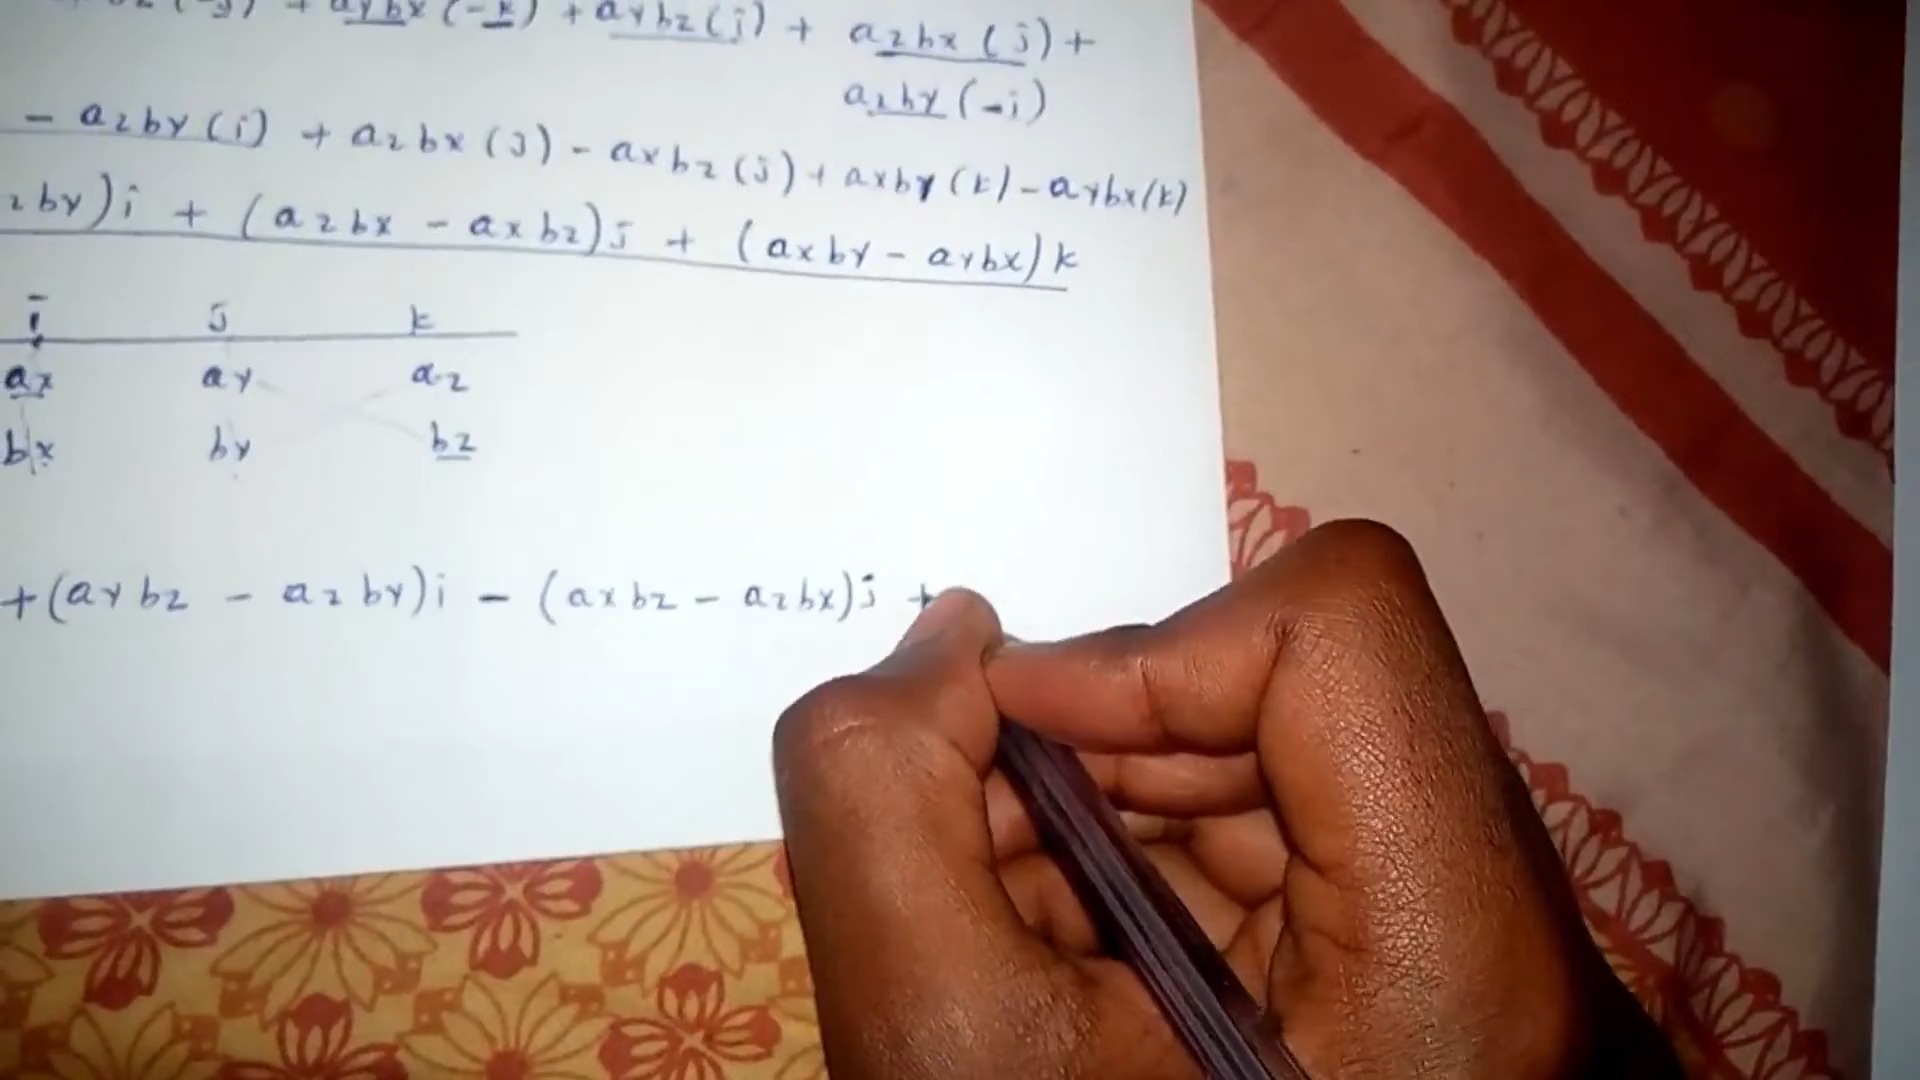 + aybx (-k) + aybz (j) + azbx (j) +
azby (-i)
- azby (i) + azbx (j) - axbz (j) + axby (k) - aybx (k)
zby)i + (azbx - axbz)j + (axby - aybx)k
i j k
ax ay az
bx by bz
+(aybz - azby)i - (axbz - azbx)j +